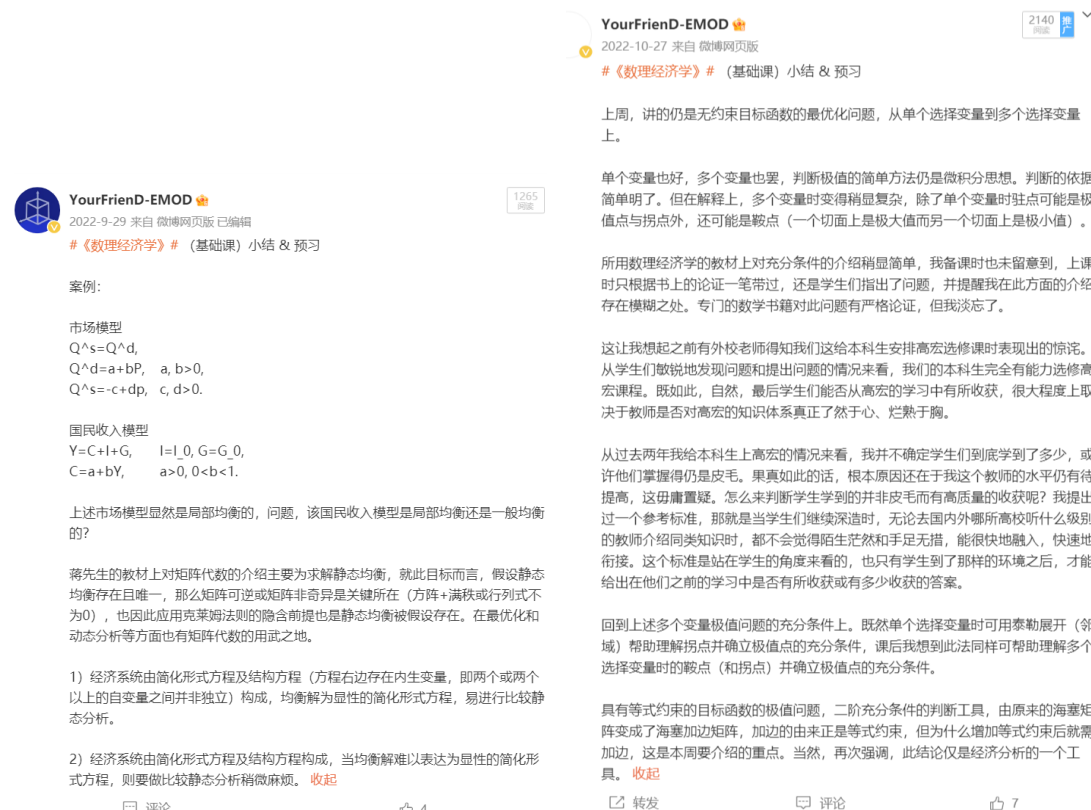 YourFrienD-EMOD
2022-9-29 来自 微博网页版 已编辑
1265
阅读
#《数理经济学》# （基础课）小结 & 预习
案例：
市场模型
Q^s=Q^d,
Q^d=a+bP, a, b>0,
Q^s=-c+dp, c, d>0.
国民收入模型
Y=C+I+G, I=I_0, G=G_0,
C=a+bY, a>0, 0<b<1.
上述市场模型显然是局部均衡的，问题，该国民收入模型是局部均衡还是一般均衡
的？
蒋先生的教材上对矩阵代数的介绍主要为求解静态均衡，就此目标而言，假设静态
均衡存在且唯一，那么矩阵可逆或矩阵非奇异是关键所在（方阵+满秩或行列式不
为0），也因此应用克莱姆法则的隐含前提也是静态均衡被假设存在。在最优化和
动态分析等方面也有矩阵代数的用武之地。
1）经济系统由简化形式方程及结构方程（方程右边存在内生变量，即两个或两个
以上的自变量之间并非独立）构成，均衡解为显性的简化形式方程，易进行比较静
态分析。
2）经济系统由简化形式方程及结构方程构成，当均衡解难以表达为显性的简化形
式方程，则要做比较静态分析稍微麻烦。 收起
评论
4
YourFrienD-EMOD
2022-10-27 来自 微博网页版
2140
阅读
推广
#《数理经济学》# （基础课）小结 & 预习
上周，讲的仍是无约束目标函数的最优化问题，从单个选择变量到多个选择变量
上。
单个变量也好，多个变量也罢，判断极值的简单方法仍是微积分思想。判断的依据
简单明了。但在解释上，多个变量时变得稍显复杂，除了单个变量时驻点可能是极
值点与拐点外，还可能是鞍点（一个切面上是极大值而另一个切面上是极小值）。
所用数理经济学的教材上对充分条件的介绍稍显简单，我备课时也未留意到，上课
时只根据书上的论证一笔带过，还是学生们指出了问题，并提醒我在此方面的介绍
存在模糊之处。专门的数学书籍对此问题有严格论证，但我淡忘了。
这让我想起之前有外校老师得知我们这给本科生安排高宏选修课时表现出的惊诧。
从学生们敏锐地发现问题和提出问题的情况来看，我们的本科生完全有能力选修高
宏课程。既如此，自然，最后学生们能否从高宏的学习中有所收获，很大程度上取
决于教师是否对高宏的知识体系真正了然于心、烂熟于胸。
从过去两年我给本科生上高宏的情况来看，我并不确定学生们到底学到了多少，或
许他们掌握得仍是皮毛。果真如此的话，根本原因还在于我这个教师的水平仍有待
提高，这毋庸置疑。怎么来判断学生学到的并非皮毛而有高质量的收获呢？我提出
过一个参考标准，那就是当学生们继续深造时，无论去国内外哪所高校听什么级别
的教师介绍同类知识时，都不会觉得陌生茫然和手足无措，能很快地融入，快速地
衔接。这个标准是站在学生的角度来看的，也只有学生到了那样的环境之后，才能
给出在他们之前的学习中是否有所收获或有多少收获的答案。
回到上述多个变量极值问题的充分条件上。既然单个选择变量时可用泰勒展开（邻
域）帮助理解拐点并确立极值点的充分条件，课后我想到此法同样可帮助理解多个
选择变量时的鞍点（和拐点）并确立极值点的充分条件。
具有等式约束的目标函数的极值问题，二阶充分条件的判断工具，由原来的海塞矩
阵变成了海塞加边矩阵，加边的由来正是等式约束，但为什么增加等式约束后就需
加边，这是本周要介绍的重点。当然，再次强调，此结论仅是经济分析的一个工
具。 收起
转发
评论
7